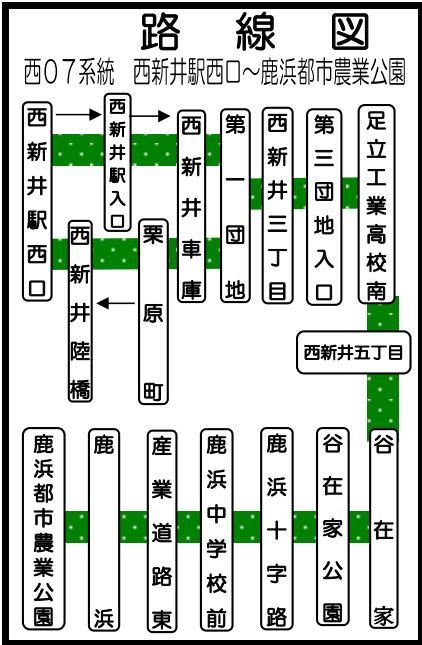 路線図
西０７系統　西新井駅西口～鹿浜都市農業公園
西新井駅西口
西新井駅入口
西新井車庫
第一団地
西新井三丁目
第三団地入口
足立工業高校南
西新井陸橋
栗原町
西新井五丁目
鹿浜都市農業公園
鹿浜
産業道路東
鹿浜中学校前
鹿浜十字路
谷在家公園
谷在家